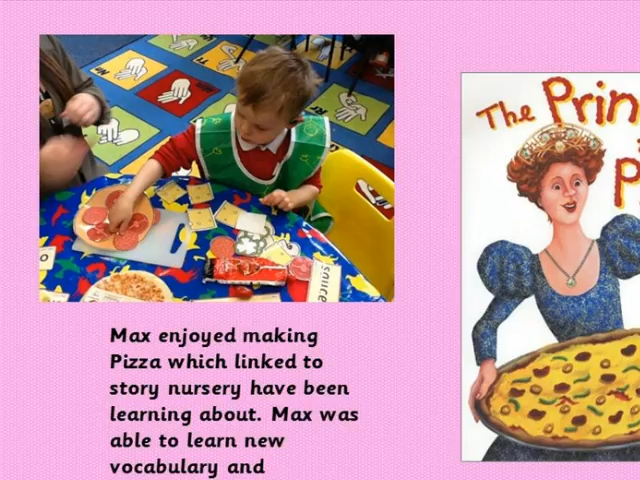 The Prin
P
Max enjoyed making
Pizza which linked to
story nursery have been
learning about. Max was
able to learn new
vocabulary and
sauce